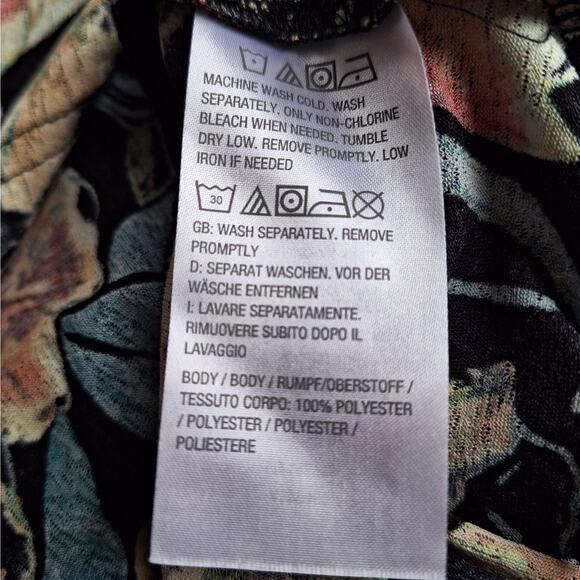 MACHINE WASH COLD. WASH
SEPARATELY. ONLY NON-CHLORINE
BLEACH WHEN NEEDED. TUMBLE
DRY LOW. REMOVE PROMPTLY. LOW
IRON IF NEEDED
30
GB: WASH SEPARATELY. REMOVE
PROMPTLY
D: SEPARAT WASCHEN. VOR DER
WÄSCHE ENTFERNEN
I: LAVARE SEPARATAMENTE.
RIMUOVERE SUBITO DOPO IL
LAVAGGIO
BODY / BODY / RUMPF/OBERSTOFF /
TESSUTO CORPO: 100% POLYESTER
/ POLYESTER / POLYESTER /
POLIESTERE